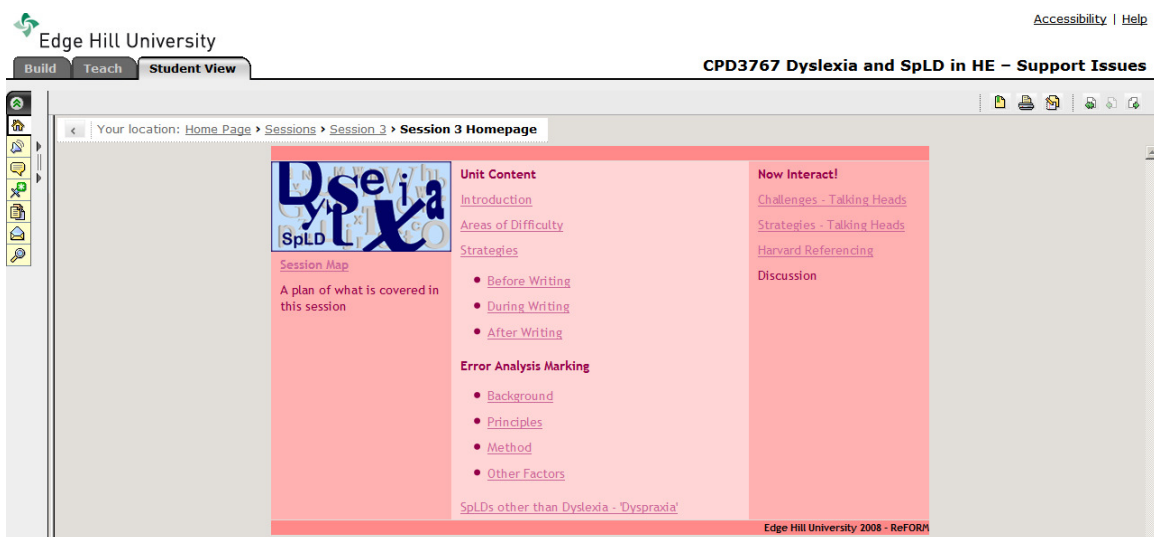 Accessibility | Help
Edge Hill University
Build Teach Student View
CPD3767 Dyslexia and SpLD in HE – Support Issues
Your location: Home Page › Sessions › Session 3 › Session 3 Homepage
SpLD
Session Map
A plan of what is covered in
this session
Unit Content
Introduction
Areas of Difficulty
Strategies
• Before Writing
• During Writing
• After Writing
Error Analysis Marking
• Background
• Principles
• Method
• Other Factors
SpLDs other than Dyslexia - 'Dyspraxia'
Now Interact!
Challenges - Talking Heads
Strategies - Talking Heads
Harvard Referencing
Discussion
Edge Hill University 2008 - ReFORM